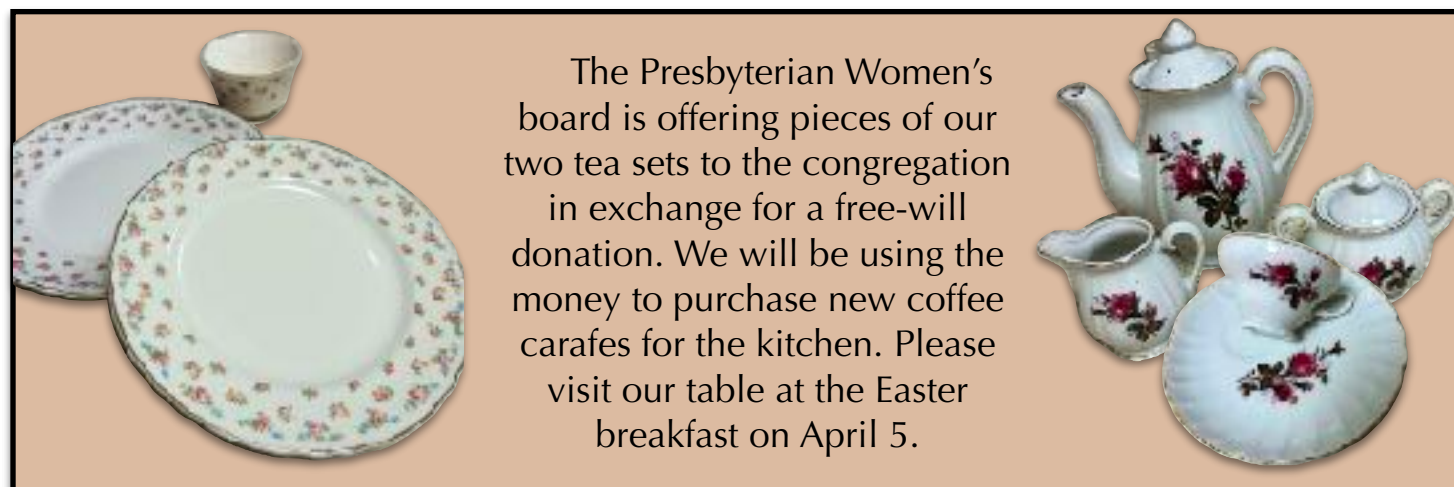 The Presbyterian Women’s
board is offering pieces of our
two tea sets to the congregation
in exchange for a free-will
donation. We will be using the
money to purchase new coffee
carafes for the kitchen. Please
visit our table at the Easter
breakfast on April 5.